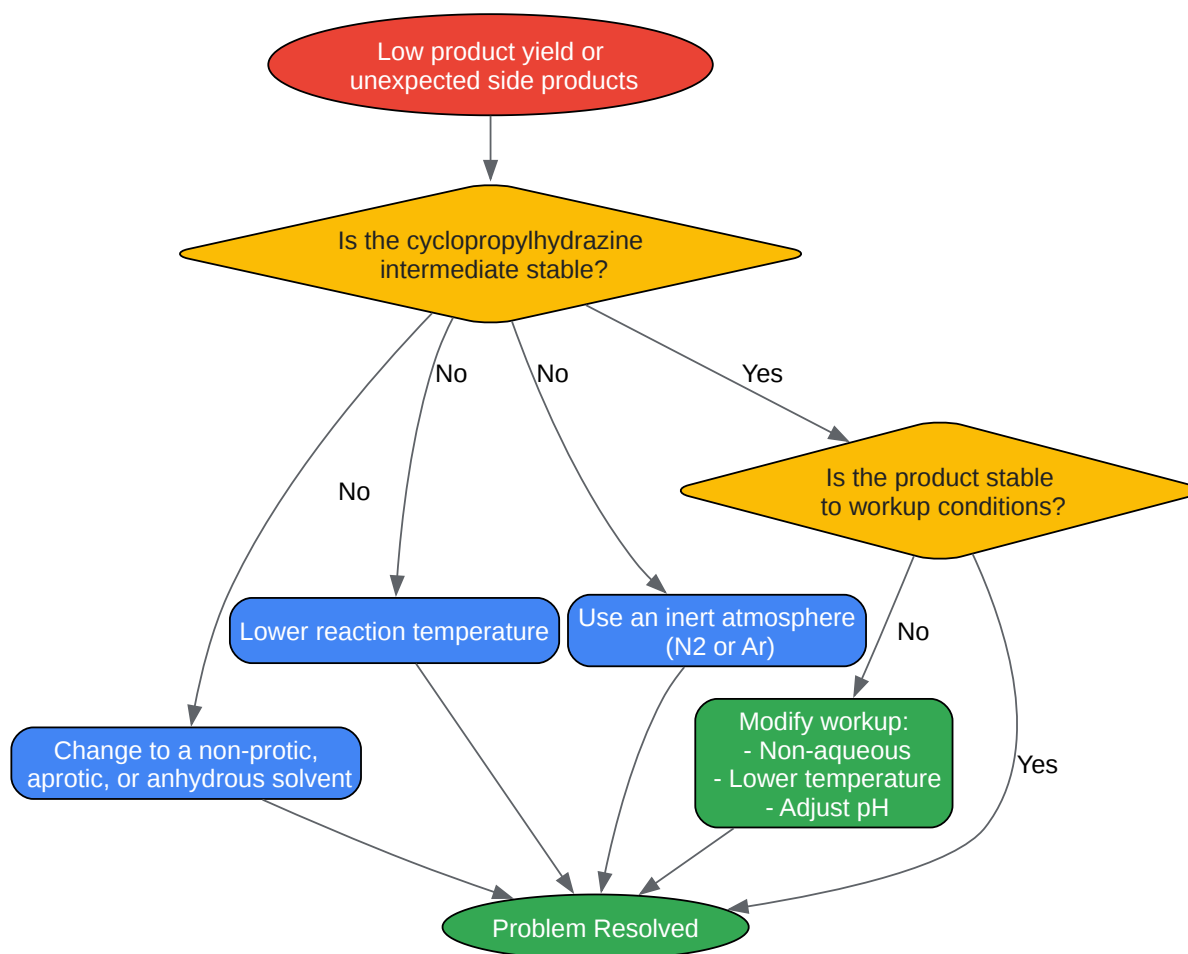 Low product yield or
unexpected side products
Is the cyclopropylhydrazine
intermediate stable?
No
No
Yes
No
Is the product stable
to workup conditions?
Lower reaction temperature
Use an inert atmosphere
(N2 or Ar)
No
Change to a non-protic,
aprotic, or anhydrous solvent
Modify workup:
- Non-aqueous
- Lower temperature
- Adjust pH
Yes
Problem Resolved